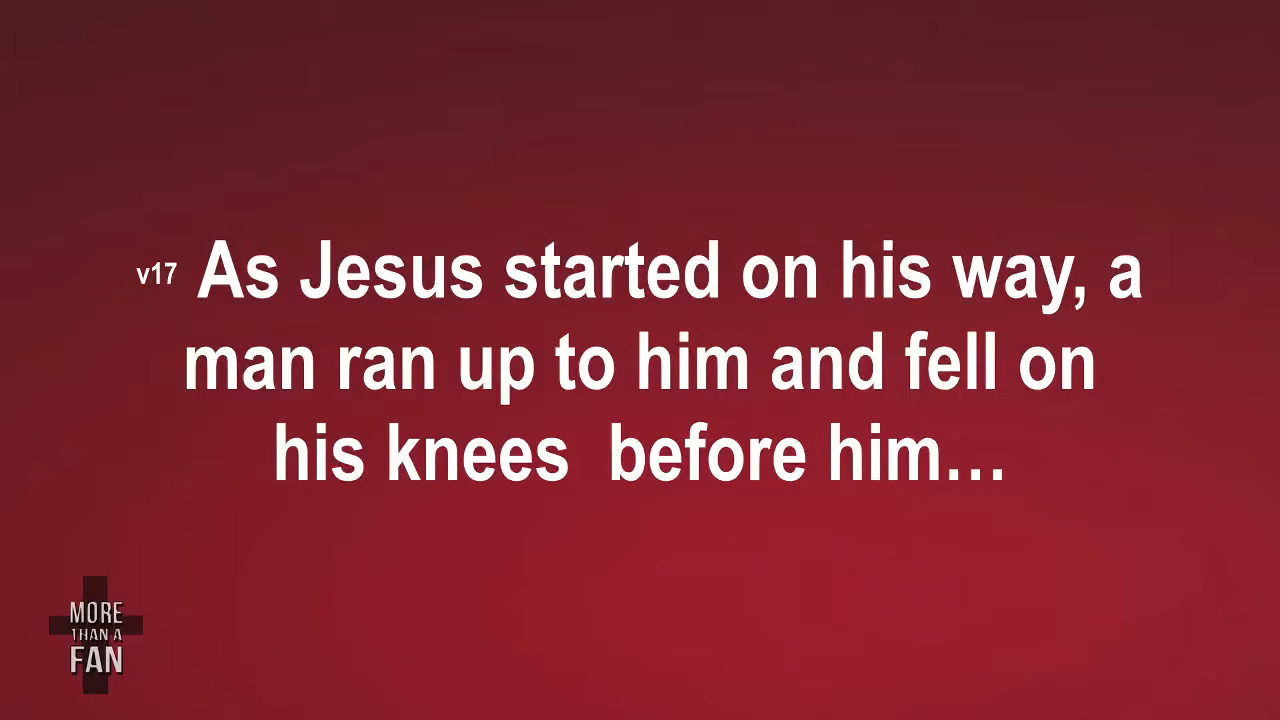 v17 As Jesus started on his way, a
man ran up to him and fell on
his knees  before him…
MORE
THAN A
FAN